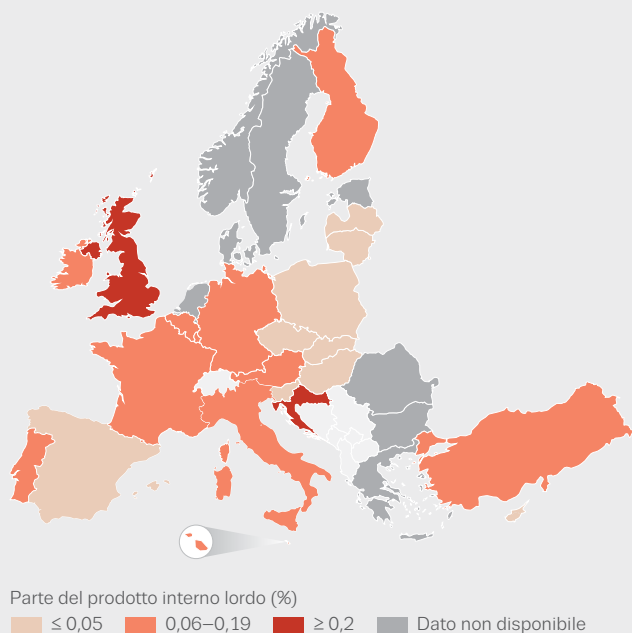 Parte del prodotto interno lordo (%)
≤ 0,05 0,06–0,19 ≥ 0,2 Dato non disponibile